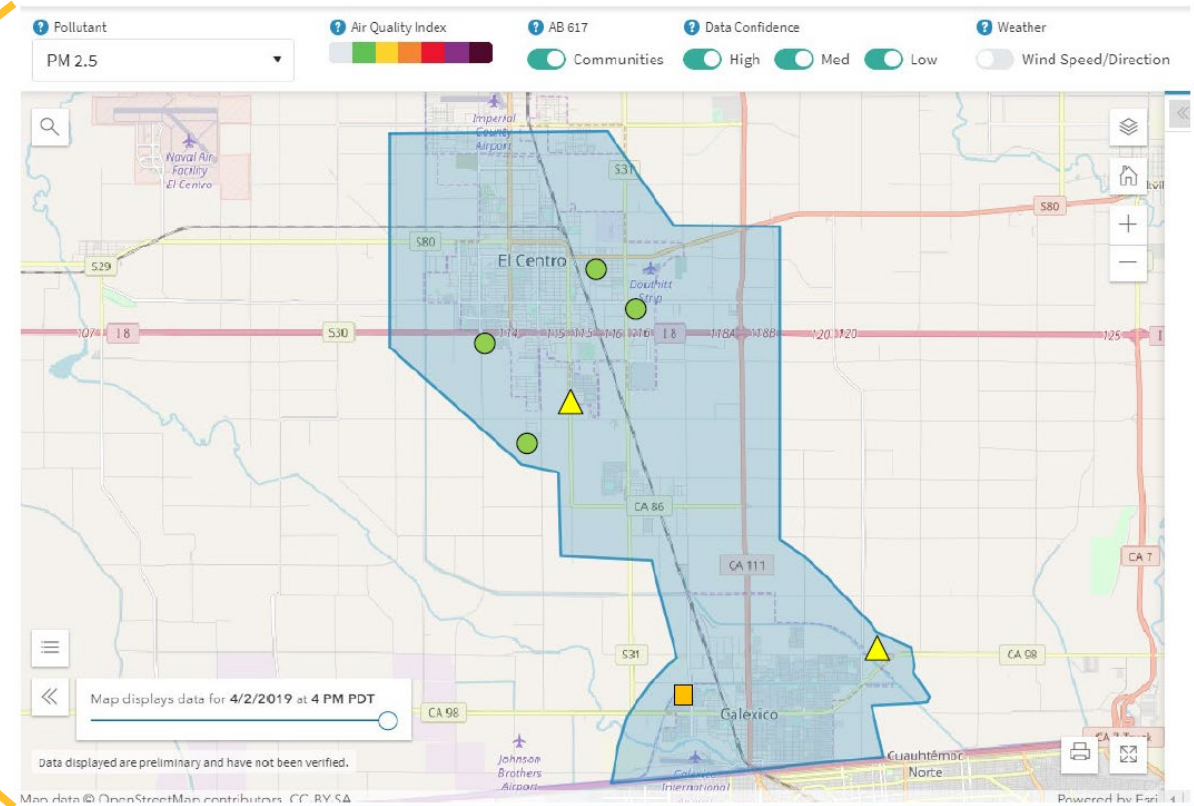 Pollutant
Air Quality Index
AB 617
Data Confidence
Weather
PM 2.5
Communities
High
Med
Low
Wind Speed/Direction
Imperial
County
Airport
Naval Air
Facility
El Centro
S31
S80
S80
El Centro
S29
Douthitt
Strip
107
I 8
S30
114
115
115
116
116
I 8
118A
118B
120
120
125
CA 86
CA 111
CA 7
S31
CA 98
Map displays data for 4/2/2019 at 4 PM PDT
CA 98
Calexico
Data displayed are preliminary and have not been verified.
Johnson
Brothers
Airport
International
Cuauhtémoc
Norte
Map data © OpenStreetMap contributors, CC-BY-SA
Powered by Esri